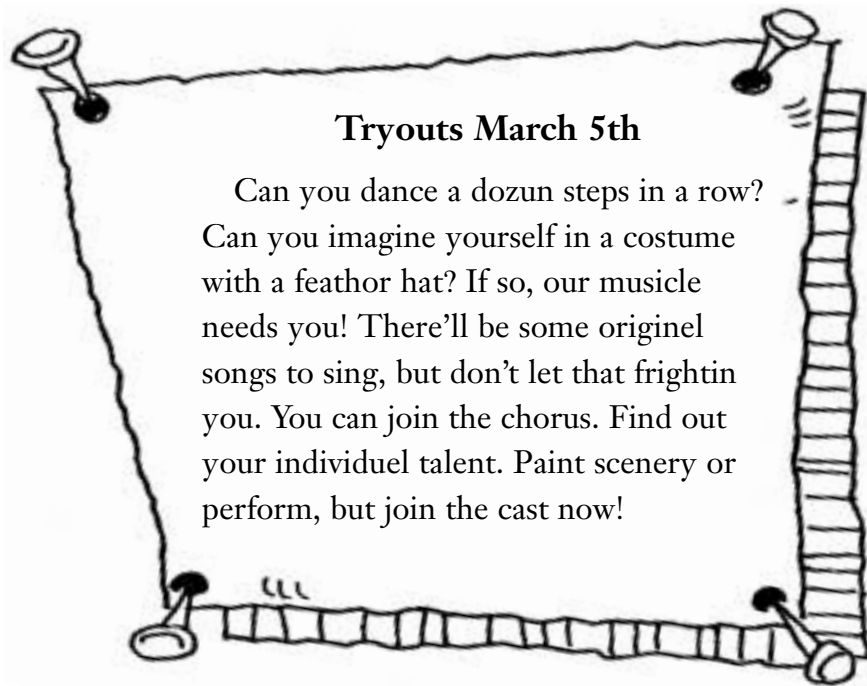 Tryouts March 5th
Can you dance a dozun steps in a row?
Can you imagine yourself in a costume
with a feathor hat? If so, our musicle
needs you! There’ll be some originel
songs to sing, but don’t let that frightin
you. You can join the chorus. Find out
your individuel talent. Paint scenery or
perform, but join the cast now!